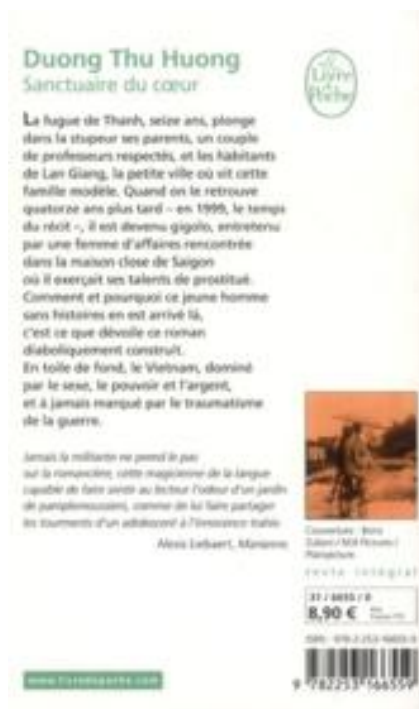 Duong Thu Huong
Sanctuaire du cœur
Le
Livre
de
Poche
La fugue de Thanh, seize ans, plonge
dans la stupeur ses parents, un couple
de professeurs respectés, et les habitants
de Lan Giang, la petite ville où vit cette
famille modèle. Quand on le retrouve
quatorze ans plus tard – en 1999, le temps
du récit –, il est devenu gigolo, entretenu
par une femme d'affaires rencontrée
dans la maison close de Saigon
où il exerçait ses talents de prostitué.
Comment et pourquoi ce jeune homme
sans histoires en est arrivé là,
c'est ce que dévoile ce roman
diaboliquement construit.
En toile de fond, le Vietnam, dominé
par le sexe, le pouvoir et l'argent,
et à jamais marqué par le traumatisme
de la guerre.
Jamais la militante ne prend le pas
sur la romancière, cette magicienne de la langue
capable de faire sentir au lecteur l'odeur d'un jardin
de pamplemoussiers, comme de lui faire partager
les tourments d'un adolescent à l'innocence trahie.
Alexis Liebaert, Marianne
Couverture :
texte intégral
8,90 €
www.livredepoche.com
9 782253 166559